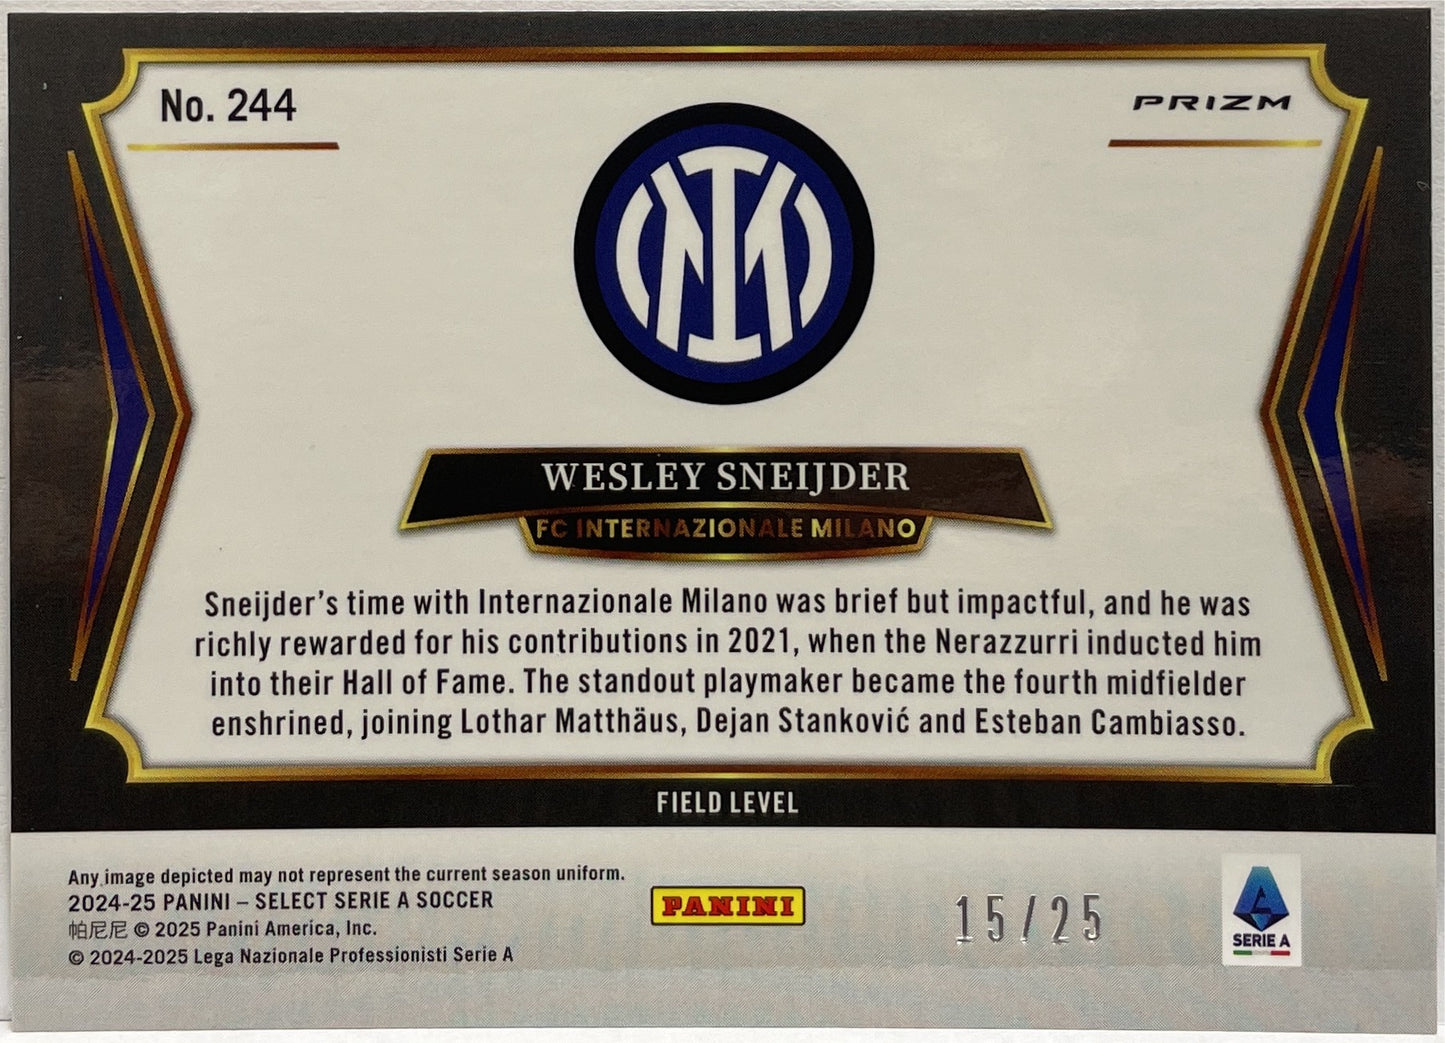 No. 244
PRIZM
WESLEY SNEIJDER
FC INTERNAZIONALE MILANO
Sneijder's time with Internazionale Milano was brief but impactful, and he was
richly rewarded for his contributions in 2021, when the Nerazzurri inducted him
into their Hall of Fame. The standout playmaker became the fourth midfielder
enshrined, joining Lothar Matthäus, Dejan Stanković and Esteban Cambiasso.
FIELD LEVEL
Any image depicted may not represent the current season uniform.
2024-25 PANINI – SELECT SERIE A SOCCER
帕尼尼 © 2025 Panini America, Inc.
© 2024-2025 Lega Nazionale Professionisti Serie A
PANINI
15/25
SERIE A